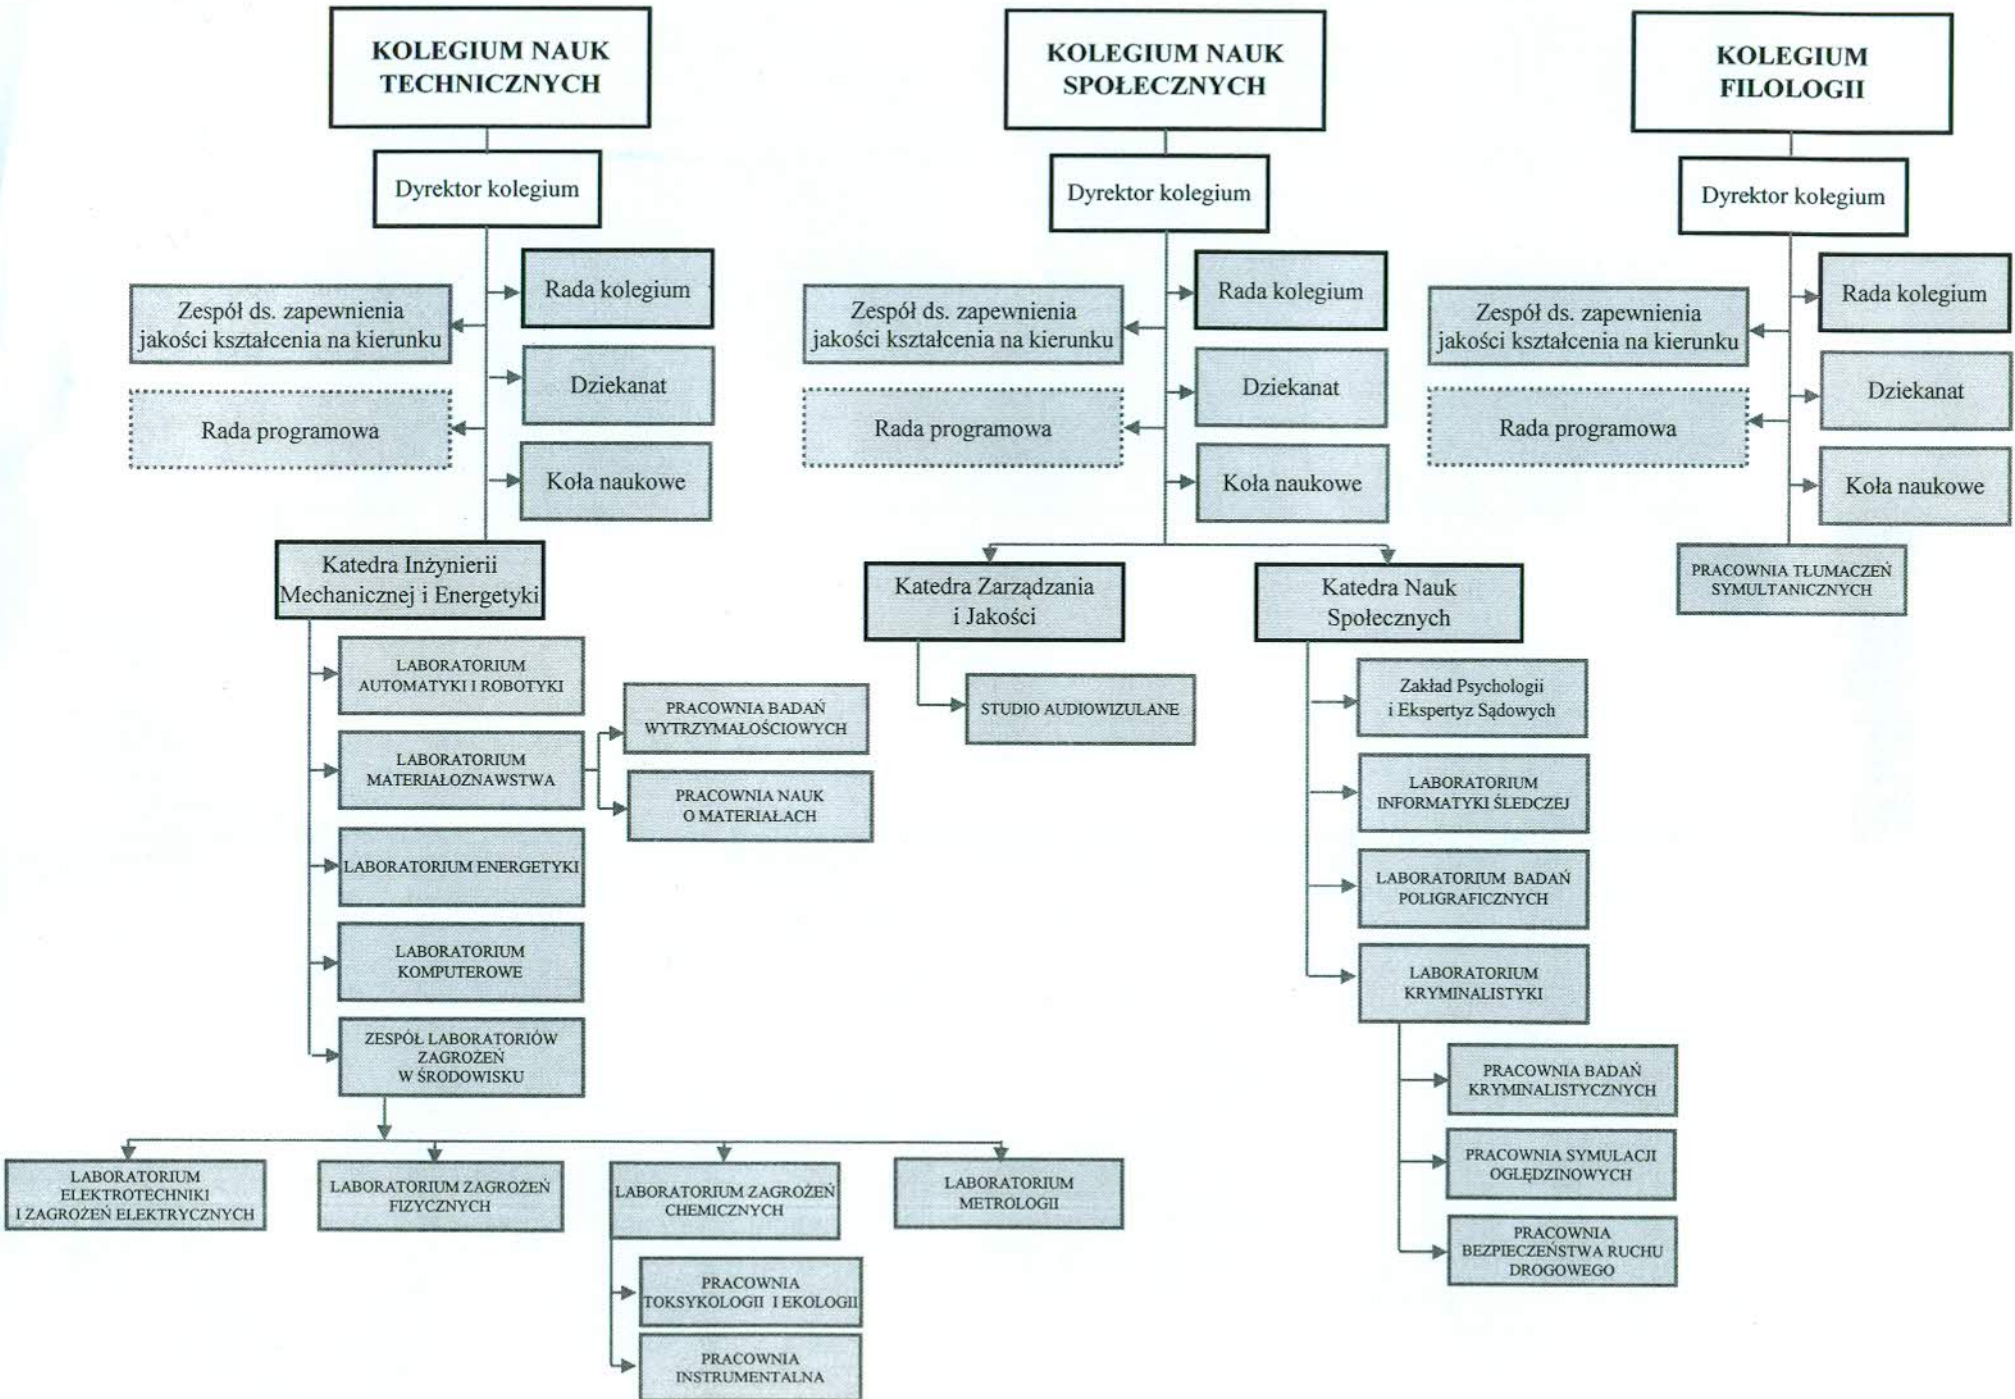 KOLEGIUM NAUK
TECHNICZNYCH
Dyrektor kolegium
Rada kolegium
Zespół ds. zapewnienia
jakości kształcenia na kierunku
Dziekanat
Rada programowa
Koła naukowe
Katedra Inżynierii
Mechanicznej i Energetyki
LABORATORIUM
AUTOMATYKI I ROBOTYKI
LABORATORIUM
MATERIAŁOZNAWSTWA
PRACOWNIA BADAŃ
WYTRZYMAŁOŚCIOWYCH
PRACOWNIA NAUK
O MATERIAŁACH
LABORATORIUM ENERGETYKI
LABORATORIUM
KOMPUTEROWE
ZESPÓŁ LABORATORIÓW
ZAGROŻEŃ
W ŚRODOWISKU
LABORATORIUM
ELEKTROTECHNIKI
I ZAGROŻEŃ ELEKTRYCZNYCH
LABORATORIUM ZAGROŻEŃ
FIZYCZNYCH
LABORATORIUM ZAGROŻEŃ
CHEMICZNYCH
PRACOWNIA
TOKSYKOLOGII I EKOLOGII
PRACOWNIA
INSTRUMENTALNA
LABORATORIUM
METROLOGII
KOLEGIUM NAUK
SPOŁECZNYCH
Dyrektor kolegium
Rada kolegium
Zespół ds. zapewnienia
jakości kształcenia na kierunku
Dziekanat
Rada programowa
Koła naukowe
Katedra Zarządzania
i Jakości
STUDIO AUDIOWIZULANE
Katedra Nauk
Społecznych
Zakład Psychologii
i Ekspertyz Sądowych
LABORATORIUM
INFORMATYKI ŚLEDCZEJ
LABORATORIUM BADAŃ
POLIGRAFICZNYCH
LABORATORIUM
KRYMINALISTYKI
PRACOWNIA BADAŃ
KRYMINALISTYCZNYCH
PRACOWNIA SYMULACJI
OGLĘDZINOWYCH
PRACOWNIA
BEZPIECZEŃSTWA RUCHU
DROGOWEGO
KOLEGIUM
FILOLOGII
Dyrektor kolegium
Rada kolegium
Zespół ds. zapewnienia
jakości kształcenia na kierunku
Dziekanat
Rada programowa
Koła naukowe
PRACOWNIA TŁUMACZEŃ
SYMULTANICZNYCH